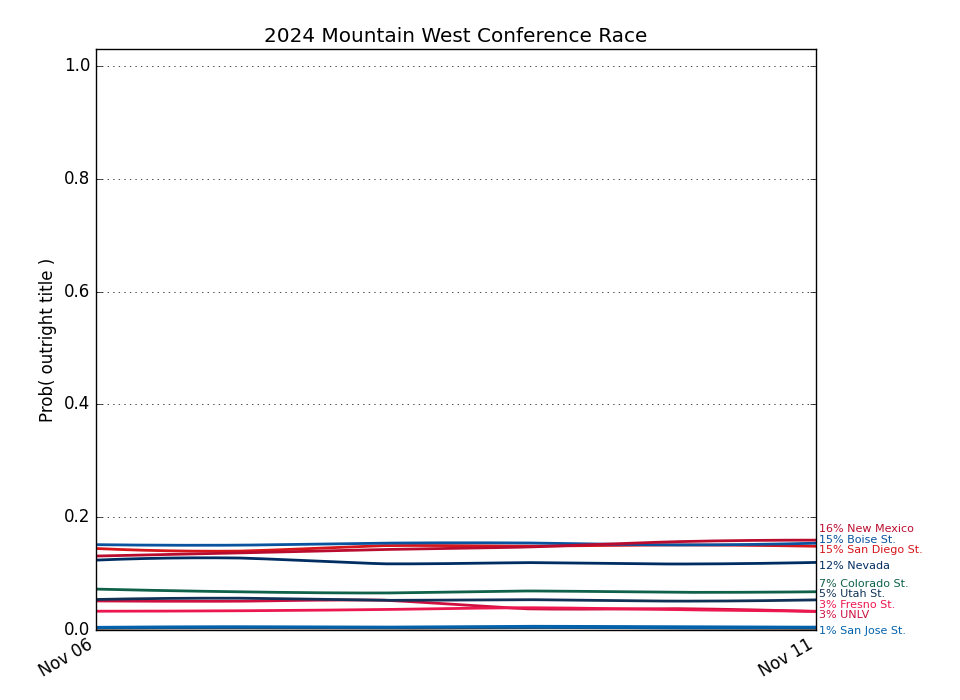 2024 Mountain West Conference Race
Prob( outright title )
1.0
0.8
0.6
0.4
0.2
0.0
Nov 06
Nov 11
16% New Mexico
15% Boise St.
15% San Diego St.
12% Nevada
7% Colorado St.
5% Utah St.
3% Fresno St.
3% UNLV
1% San Jose St.